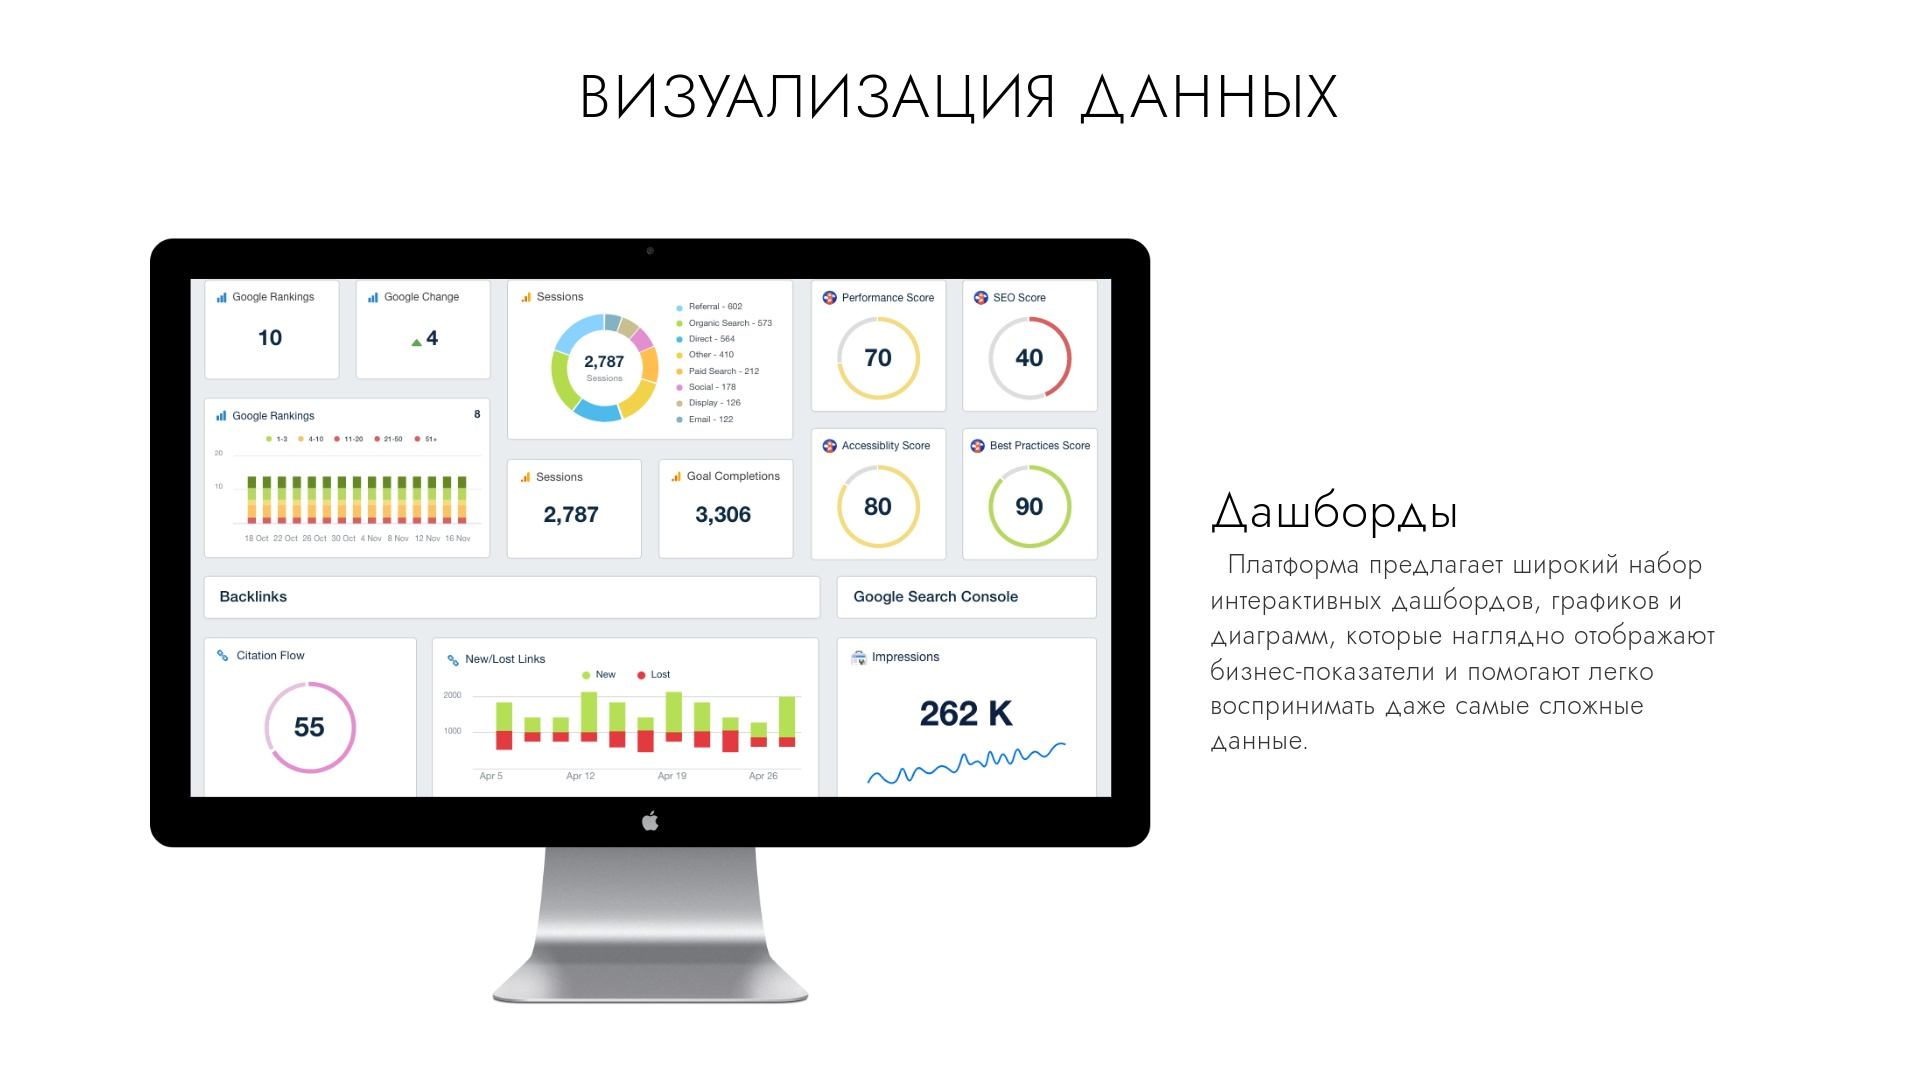 ВИЗУАЛИЗАЦИЯ ДАННЫХ
Google Rankings
10
Google Change
4
Sessions
2,787
Sessions
Referral - 602
Organic Search - 573
Direct - 564
Other - 410
Paid Search - 212
Social - 178
Display - 126
Email - 122
Performance Score
70
SEO Score
40
Google Rankings
8
1-3 4-10 11-20 21-50 51+
20
10
18 Oct 22 Oct 26 Oct 30 Oct 4 Nov 8 Nov 12 Nov 16 Nov
Sessions
2,787
Goal Completions
3,306
Accessiblity Score
80
Best Practices Score
90
Backlinks
Google Search Console
Citation Flow
55
New/Lost Links
New Lost
2000
1000
Apr 5 Apr 12 Apr 19 Apr 26
Impressions
262 K
Дашборды
Платформа предлагает широкий набор
интерактивных дашбордов, графиков и
диаграмм, которые наглядно отображают
бизнес-показатели и помогают легко
воспринимать даже самые сложные
данные.